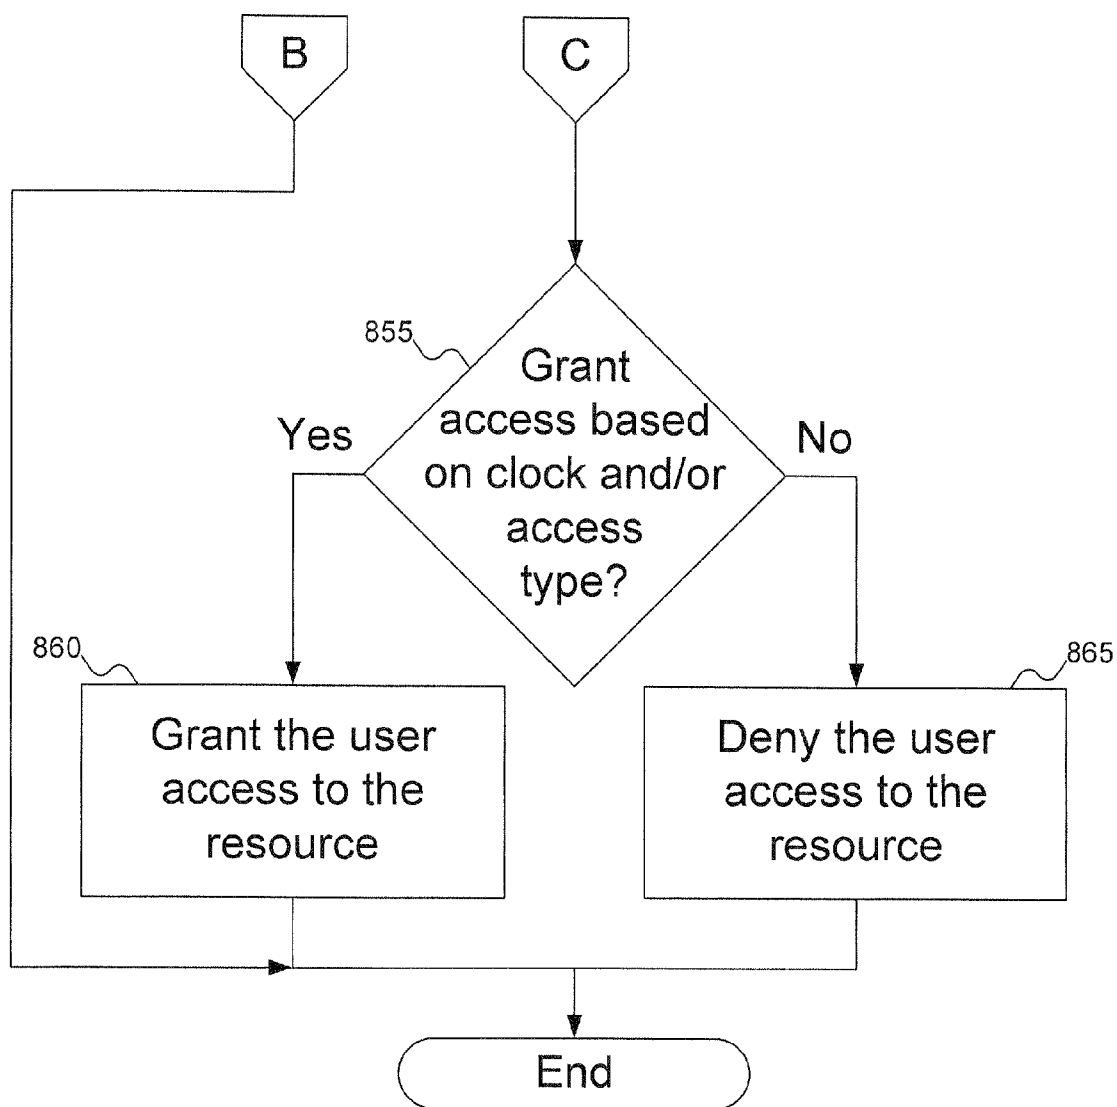 B
C
855
Grant
access based
on clock and/or
access
type?
Yes
No
860
Grant the user
access to the
resource
865
Deny the user
access to the
resource
End